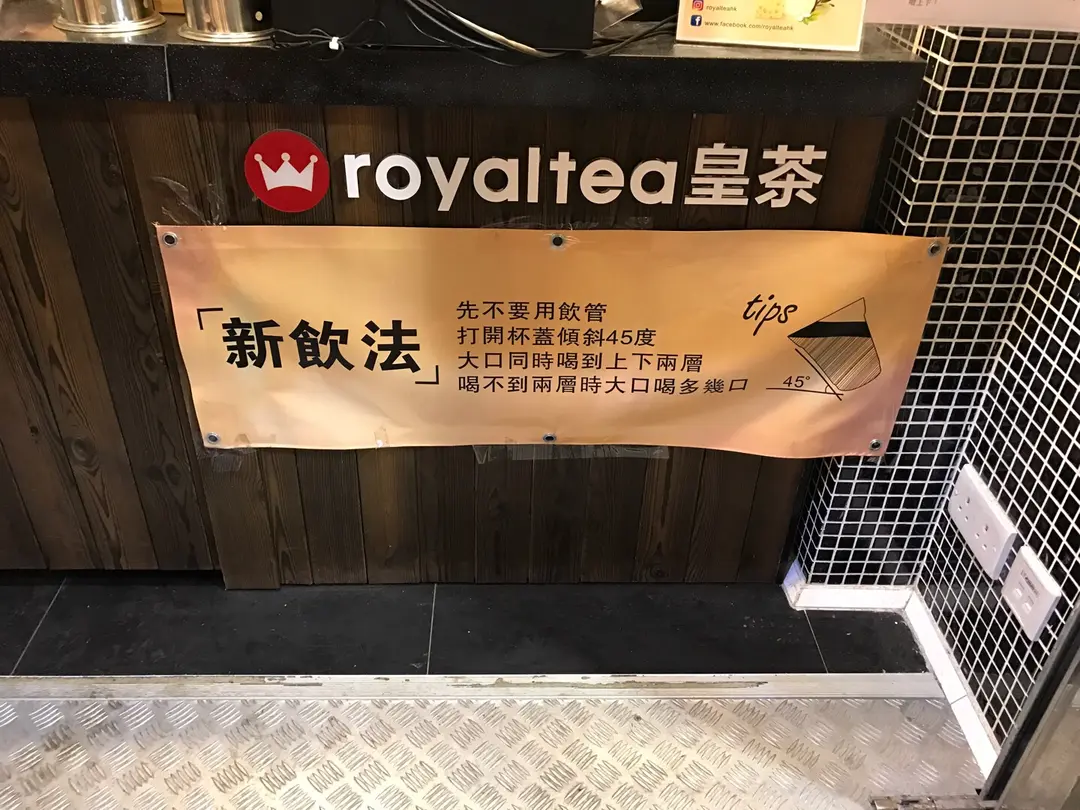 royalteahk
www.facebook.com/royalteahk
royaltea皇茶
「新飲法」
先不要用飲管
打開杯蓋傾斜45度
大口同時喝到上下兩層
喝不到兩層時大口喝多幾口
tips
45°